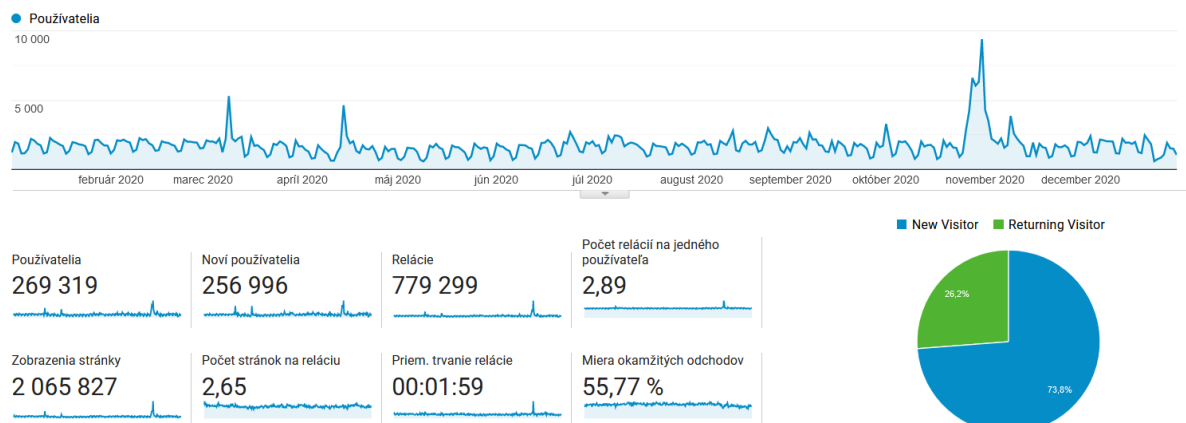 Používatelia
10 000
5 000
február 2020 marec 2020 apríl 2020 máj 2020 jún 2020 júl 2020 august 2020 september 2020 október 2020 november 2020 december 2020
New Visitor Returning Visitor
Používatelia
269 319
Noví používatelia
256 996
Relácie
779 299
Počet relácií na jedného
používateľa
2,89
Zobrazenia stránky
2 065 827
Počet stránok na reláciu
2,65
Priem. trvanie relácie
00:01:59
Miera okamžitých odchodov
55,77 %
26,2%
73,8%